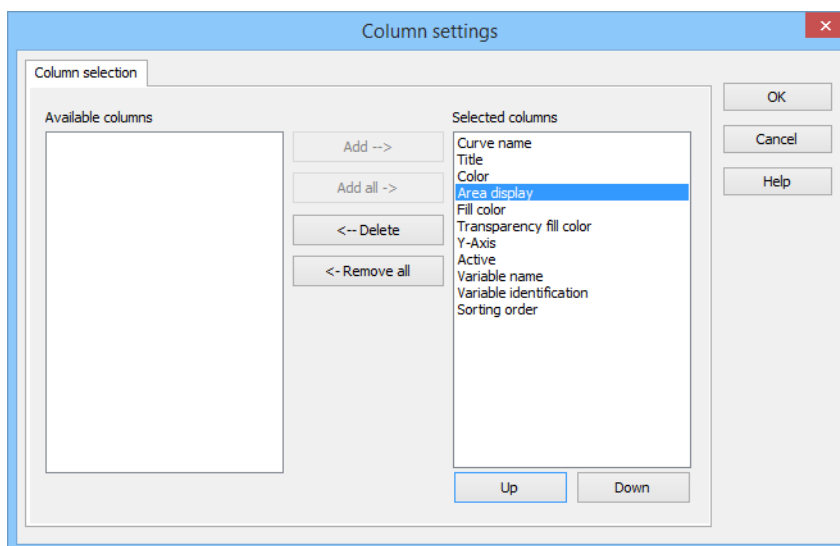 Column settings
Column selection
Available columns
Selected columns
Add -->
Add all ->
<-- Delete
<- Remove all
Curve name
Title
Color
Area display
Fill color
Transparency fill color
Y-Axis
Active
Variable name
Variable identification
Sorting order
Up
Down
OK
Cancel
Help